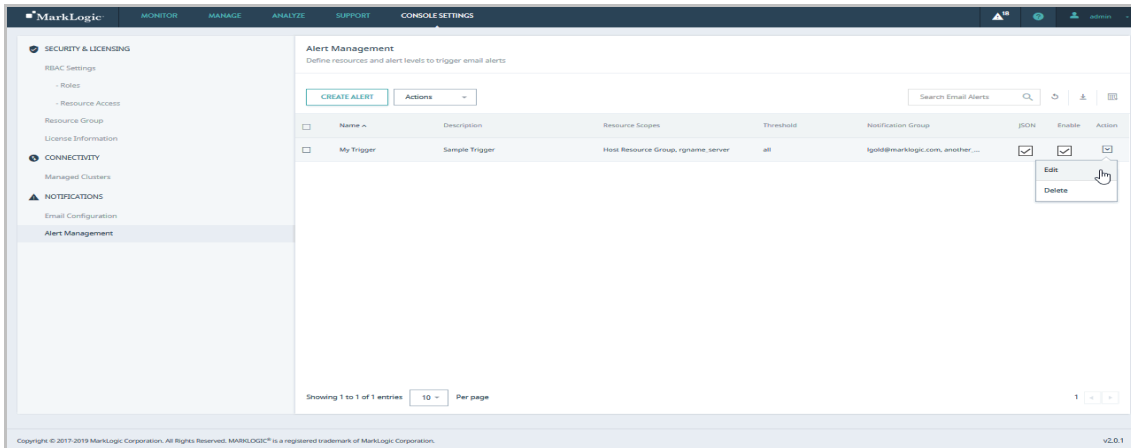 MarkLogic MONITOR MANAGE ANALYZE SUPPORT CONSOLE SETTINGS 18 ? admin
SECURITY & LICENSING
RBAC Settings
- Roles
- Resource Access
Resource Group
License Information
CONNECTIVITY
Managed Clusters
NOTIFICATIONS
Email Configuration
Alert Management
Alert Management
Define resources and alert levels to trigger email alerts
CREATE ALERT Actions Search Email Alerts
Name Description Resource Scopes Threshold Notification Group JSON Enable Action
My Trigger Sample Trigger Host Resource Group, rgname_server all lgold@marklogic.com, another_...
Edit
Delete
Showing 1 to 1 of 1 entries 10 Per page 1
Copyright © 2017-2019 MarkLogic Corporation. All Rights Reserved. MARKLOGIC® is a registered trademark of MarkLogic Corporation. v2.0.1